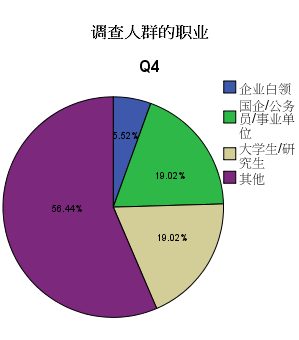 调查人群的职业
Q4
企业白领
国企/公务
员/事业单
位
大学生/研
究生
其他
5.52%
19.02%
19.02%
56.44%